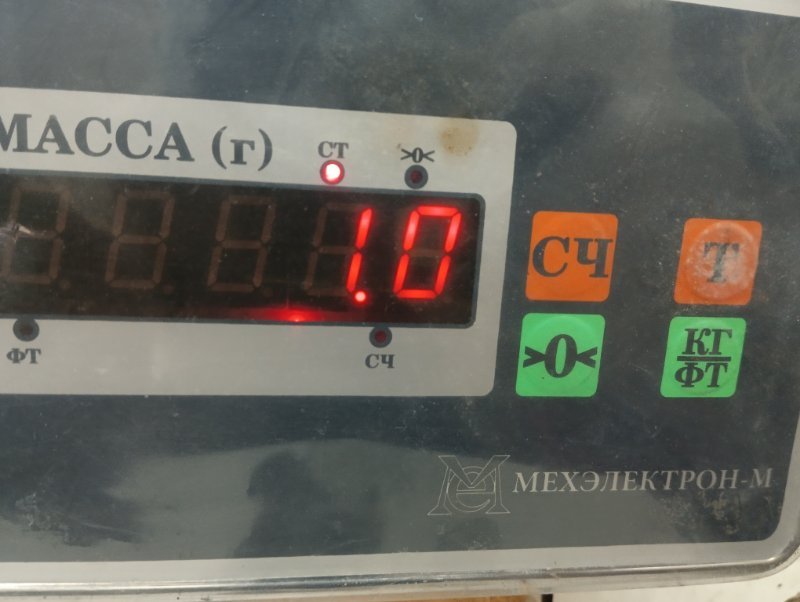 МАССА (г)
СТ
>0<
1.0
ФТ
СЧ
СЧ
Т
>0<
КГ
ФТ
МЕХЭЛЕКТРОН-М